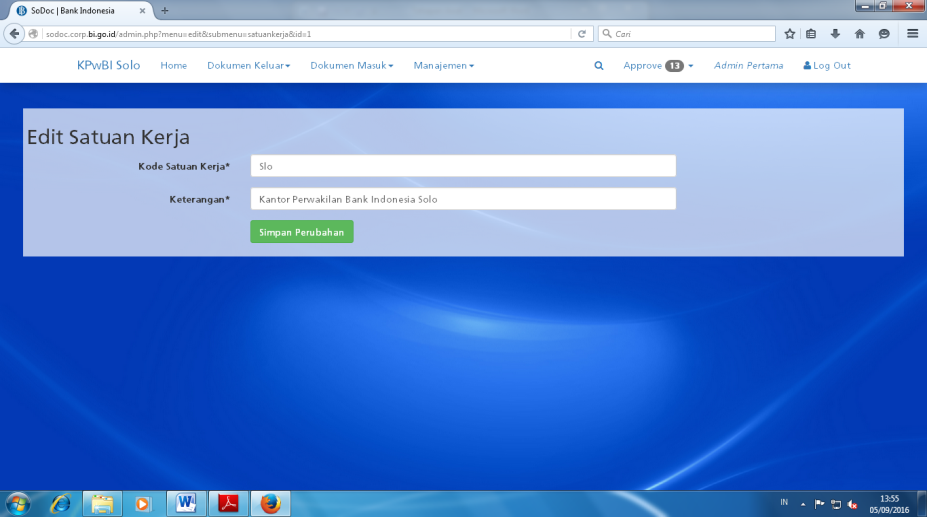 SoDoc | Bank Indonesia
sodoc.corp.bi.go.id/admin.php?menu=edit&submenu=satuankerja&id=1
Cari
KPwBI Solo Home Dokumen Keluar Dokumen Masuk Manajemen Approve 13 Admin Pertama Log Out
Edit Satuan Kerja
Kode Satuan Kerja* Slo
Keterangan* Kantor Perwakilan Bank Indonesia Solo
Simpan Perubahan
IN 13:55
05/09/2016